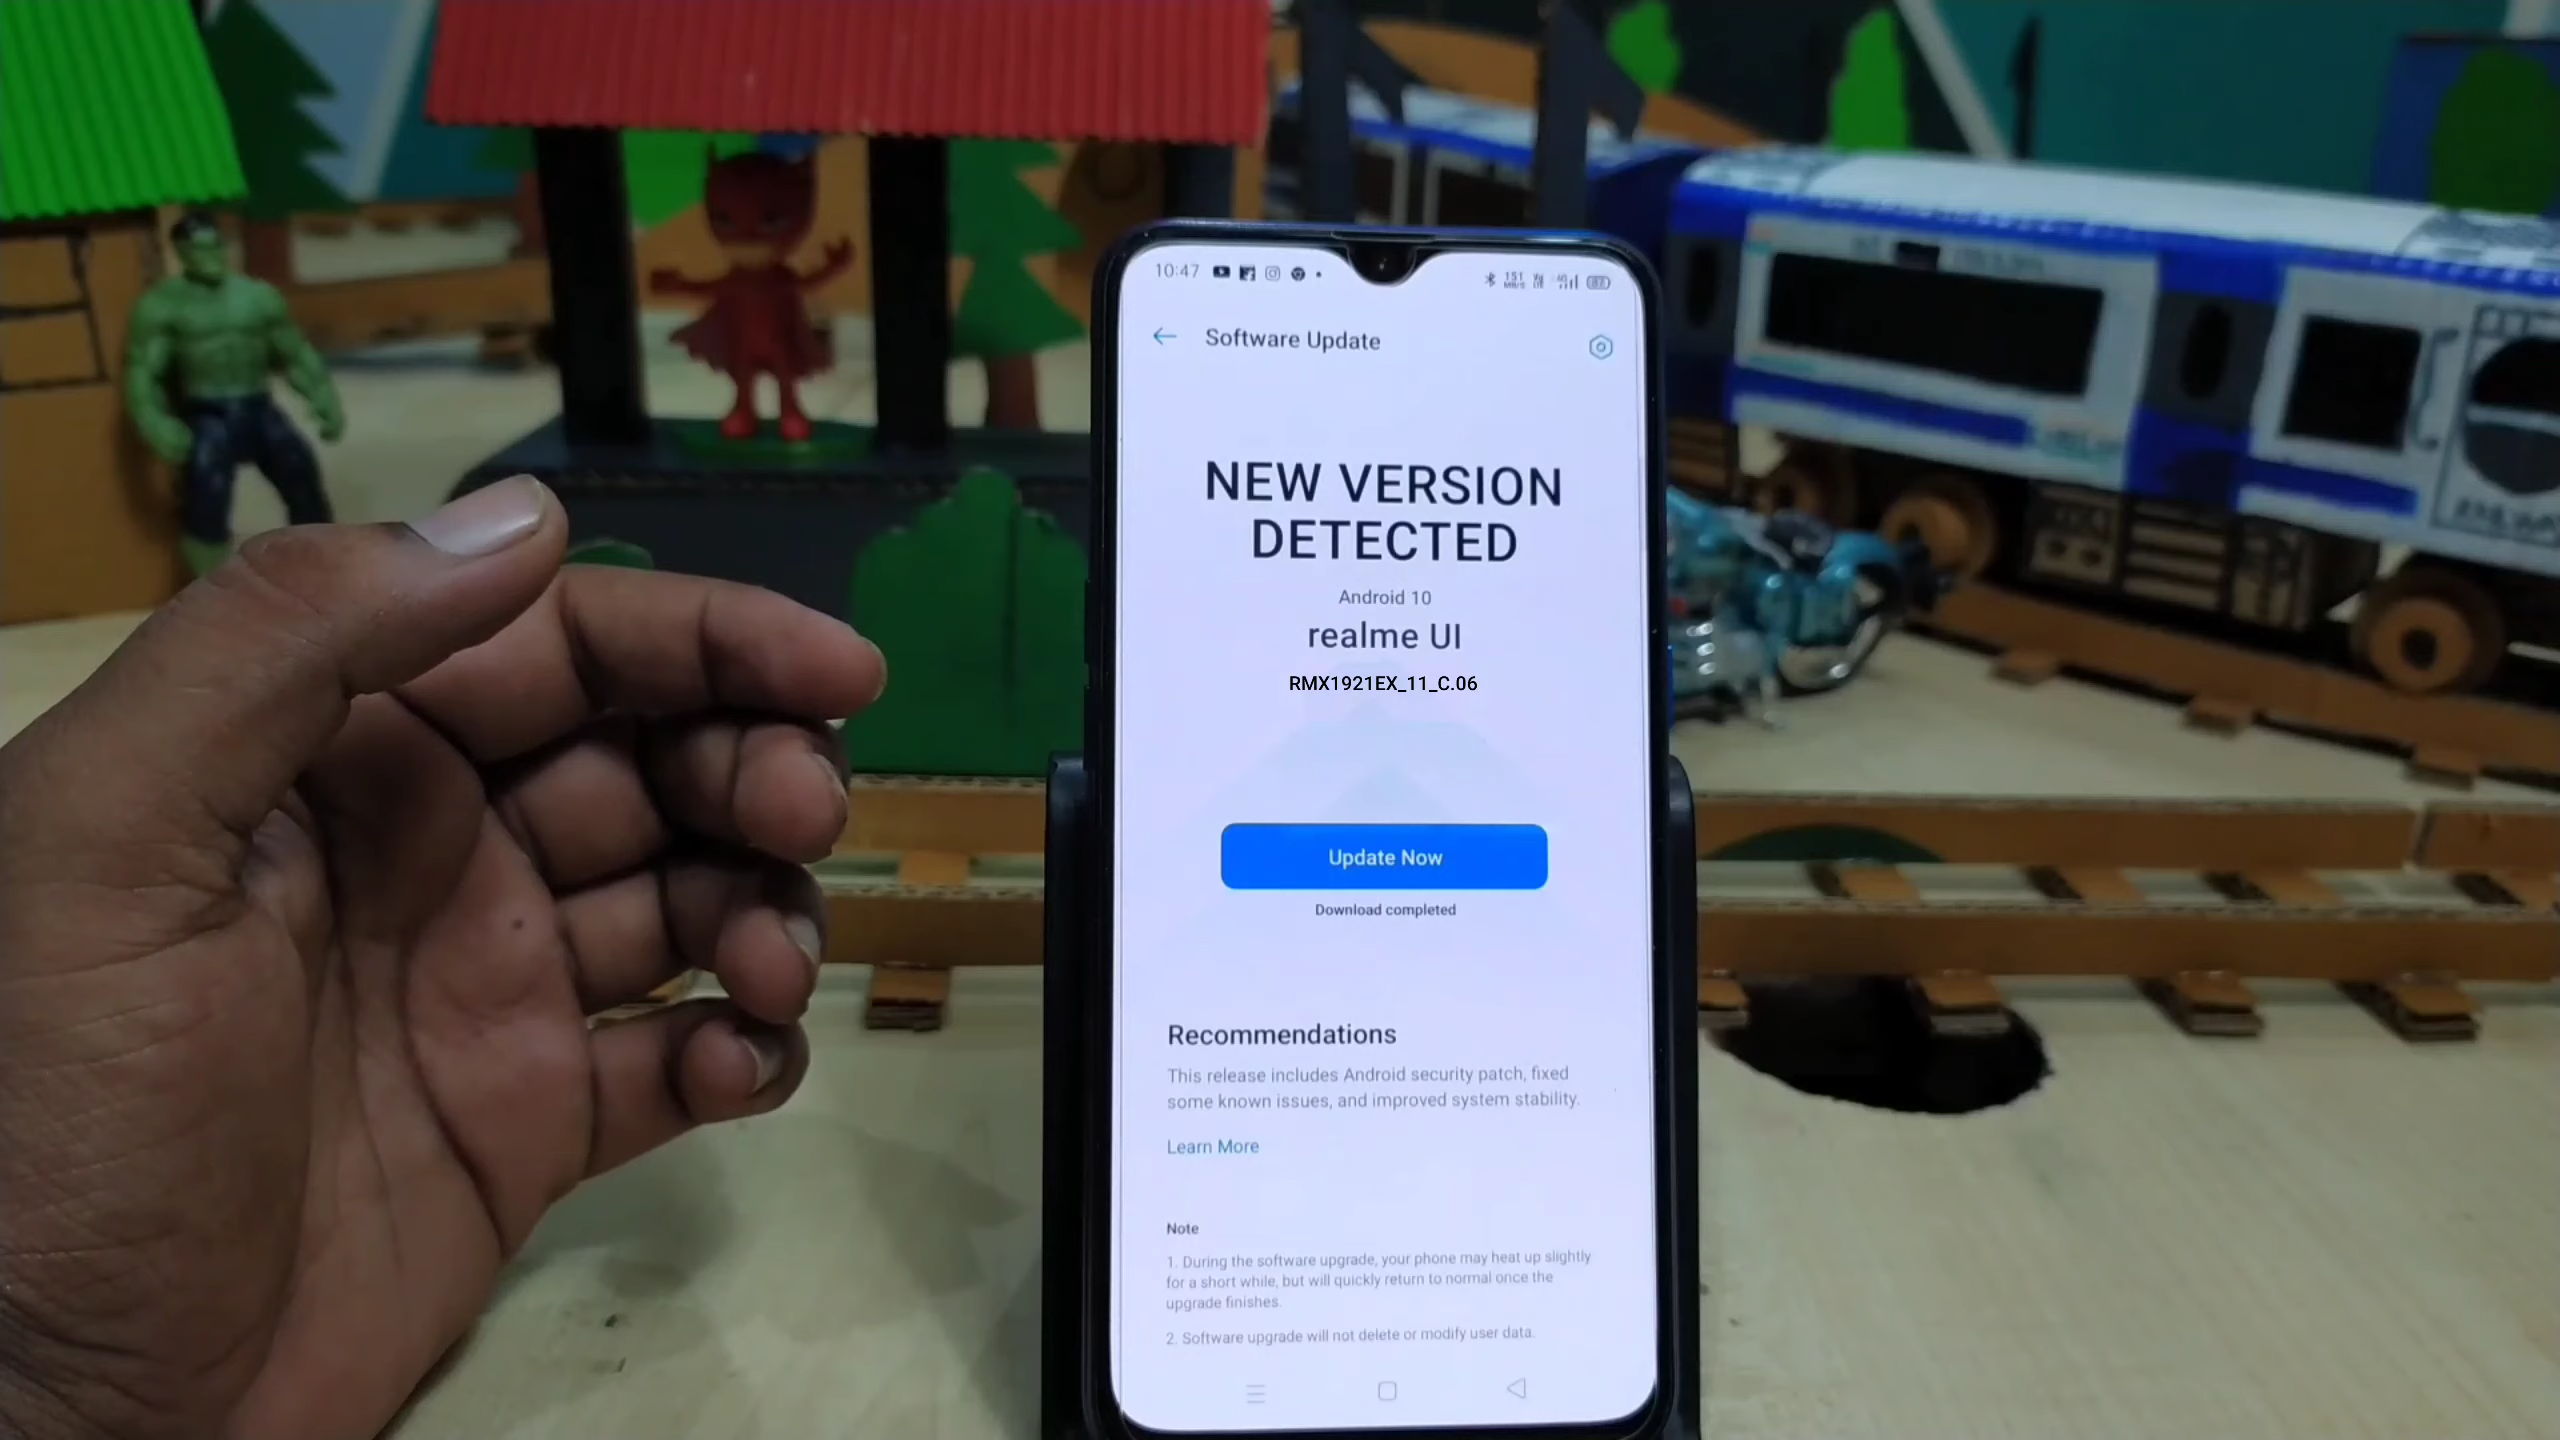 10:47
Software Update
NEW VERSION
DETECTED
Android 10
realme UI
RMX1921EX_11_C.06
Update Now
Download completed
Recommendations
This release includes Android security patch, fixed
some known issues, and improved system stability.
Learn More
Note
1. During the software upgrade, your phone may heat up slightly
for a short while, but will quickly return to normal once the
upgrade finishes.
2. Software upgrade will not delete or modify user data.